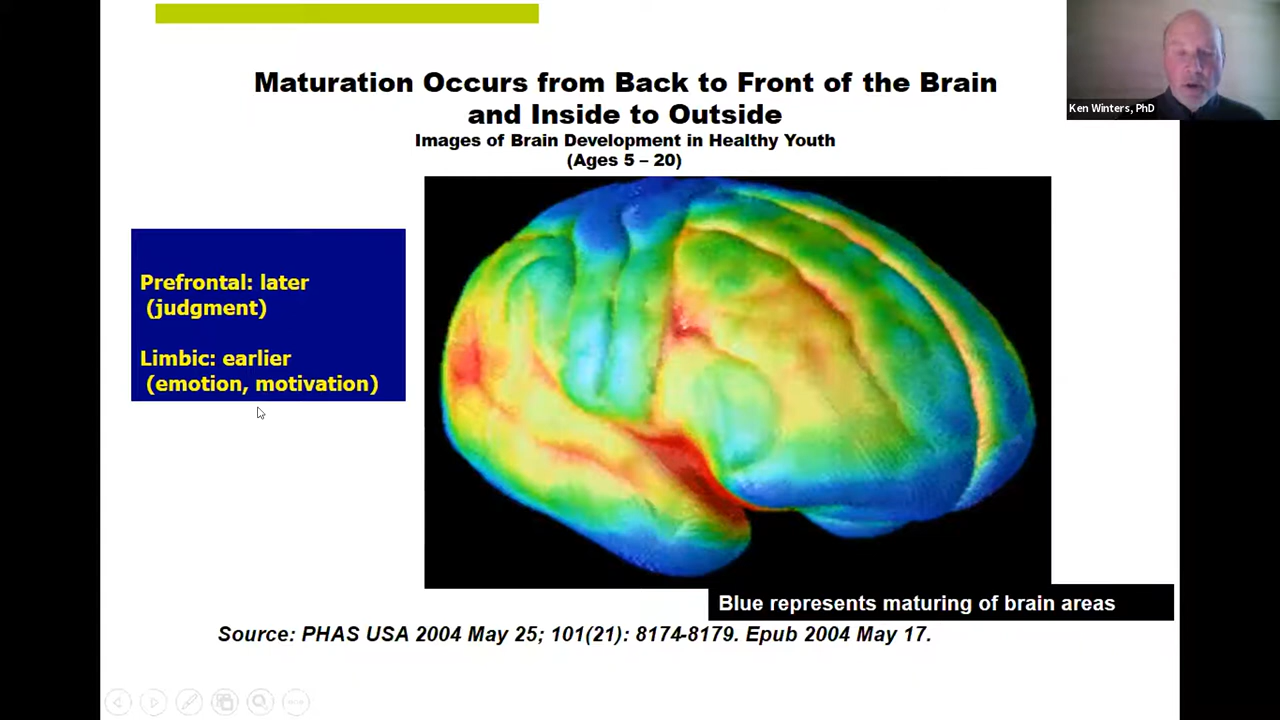 Maturation Occurs from Back to Front of the Brain
and Inside to Outside
Images of Brain Development in Healthy Youth
(Ages 5 – 20)
Ken Winters, PhD
Prefrontal: later
(judgment)
Limbic: earlier
(emotion, motivation)
Blue represents maturing of brain areas
Source: PHAS USA 2004 May 25; 101(21): 8174-8179. Epub 2004 May 17.